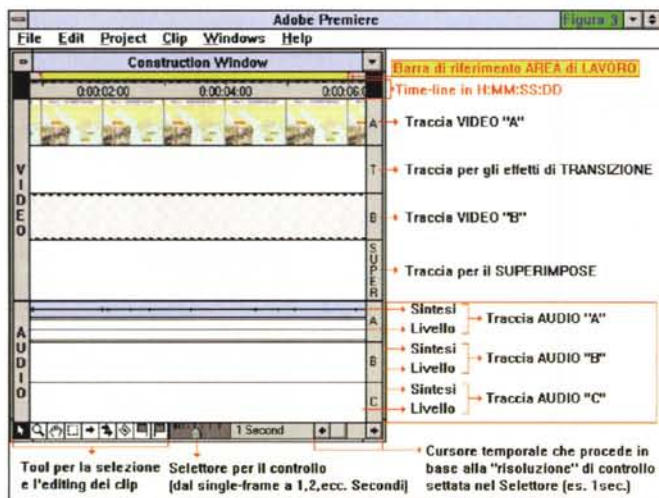 Adobe Premiere Figura 3
File Edit Project Clip Windows Help
Construction Window
Barra di riferimento AREA di LAVORO
0:00:02:00 0:00:04:00 0:00:06:0
Time-line in H:MM:SS:DD
VIDEO
A
Traccia VIDEO "A"
T
Traccia per gli effetti di TRANSIZIONE
B
Traccia VIDEO "B"
SUPER
Traccia per il SUPERIMPOSE
AUDIO
A
Sintesi
Livello
Traccia AUDIO "A"
B
Sintesi
Livello
Traccia AUDIO "B"
C
Sintesi
Livello
Traccia AUDIO "C"
1 Second
Tool per la selezione
e l'editing dei clip
Selettore per il controllo
(dal single-frame a 1,2,ecc. Secondi)
Cursore temporale che procede in
base alla "risoluzione" di controllo
settata nel Selettore (es. 1sec.)